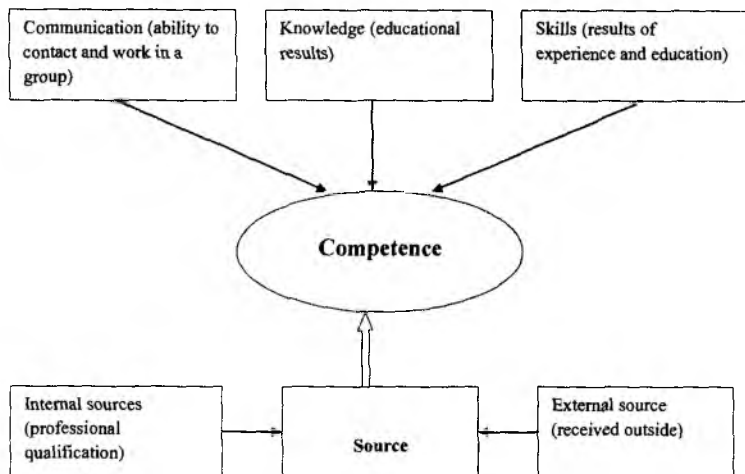 Communication (ability to
contact and work in a
group)
Knowledge (educational
results)
Skills (results of
experience and education)
Competence
Internal sources
(professional
qualification)
Source
External source
(received outside)